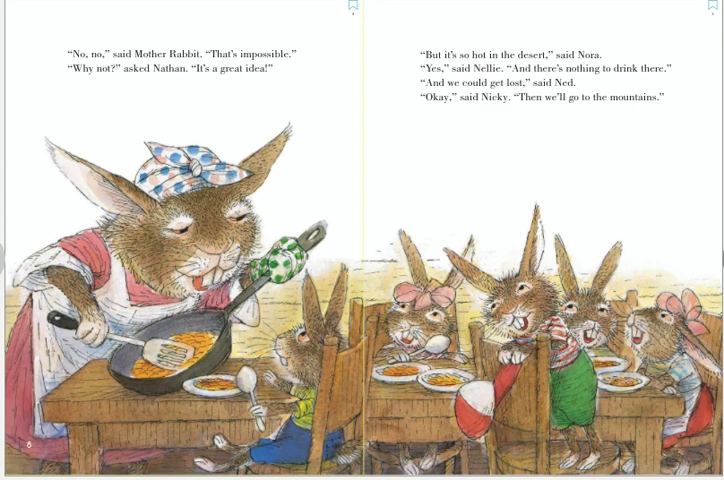 “No, no,” said Mother Rabbit. “That’s impossible.”
“Why not?” asked Nathan. “It’s a great idea!”
“But it’s so hot in the desert,” said Nora.
“Yes,” said Nellie. “And there’s nothing to drink there.”
“And we could get lost,” said Ned.
“Okay,” said Nicky. “Then we’ll go to the mountains.”
8